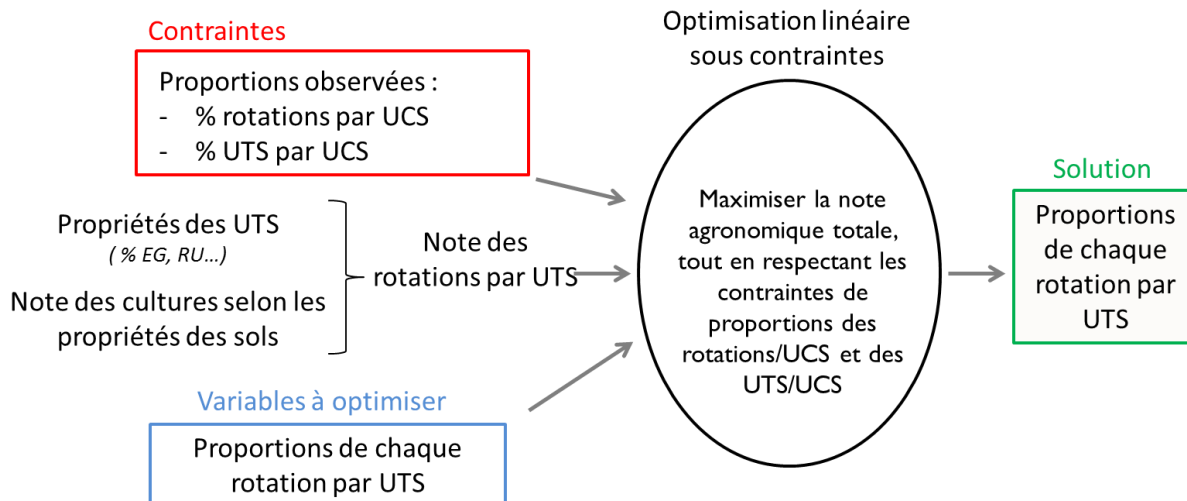 Contraintes
Proportions observées :
- % rotations par UCS
- % UTS par UCS
Propriétés des UTS
( % EG, RU...)
Note des cultures selon les
propriétés des sols
Note des
rotations par UTS
Variables à optimiser
Proportions de chaque
rotation par UTS
Optimisation linéaire
sous contraintes
Maximiser la note
agronomique totale,
tout en respectant les
contraintes de
proportions des
rotations/UCS et des
UTS/UCS
Solution
Proportions
de chaque
rotation par
UTS